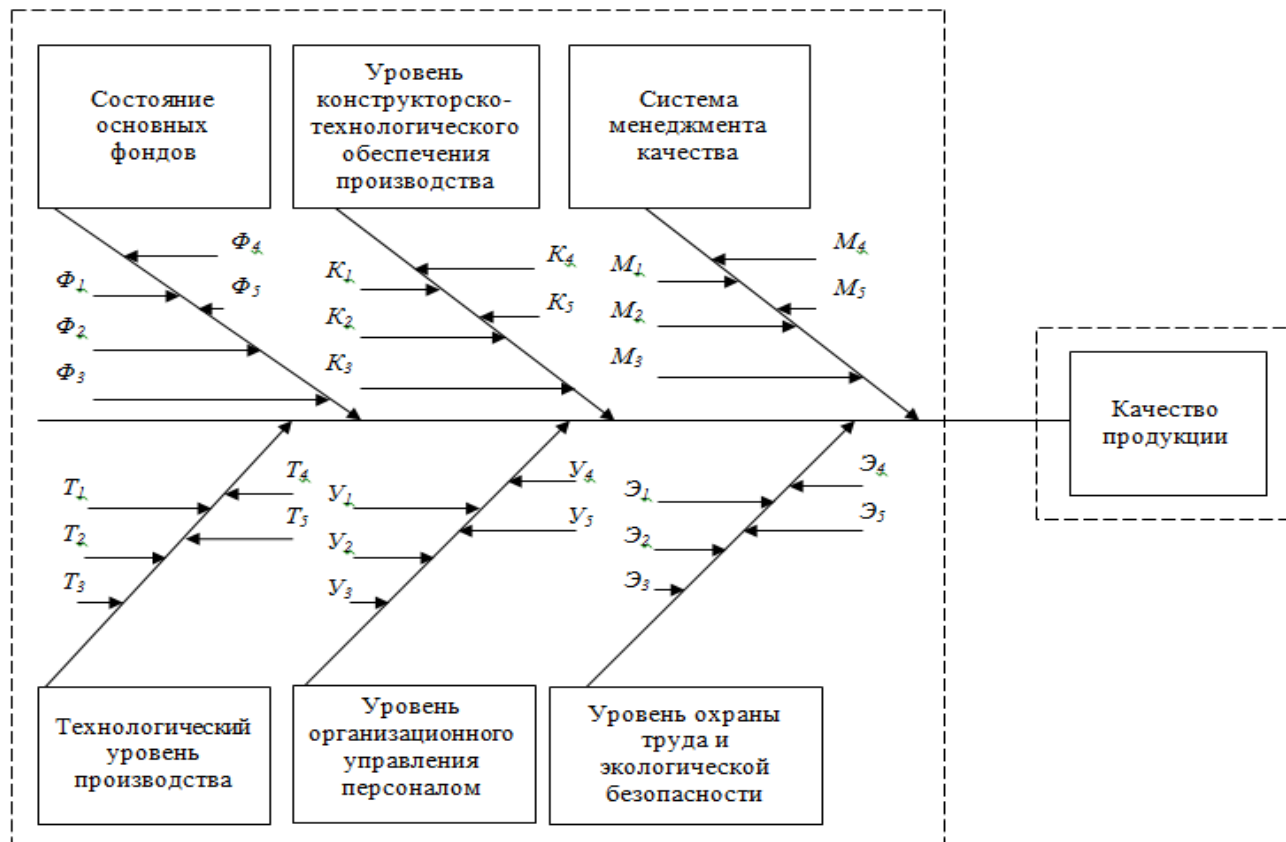 Состояние
основных
фондов
Уровень
конструкторско-
технологического
обеспечения
производства
Система
менеджмента
качества
Ф4
Ф1
Ф5
Ф2
Ф3
К4
К1
К5
К2
К3
М4
М1
М5
М2
М3
Качество
продукции
Т4
Т1
Т5
Т2
Т3
У4
У1
У5
У2
У3
Э4
Э1
Э5
Э2
Э3
Технологический
уровень
производства
Уровень
организационного
управления
персоналом
Уровень охраны
труда и
экологической
безопасности